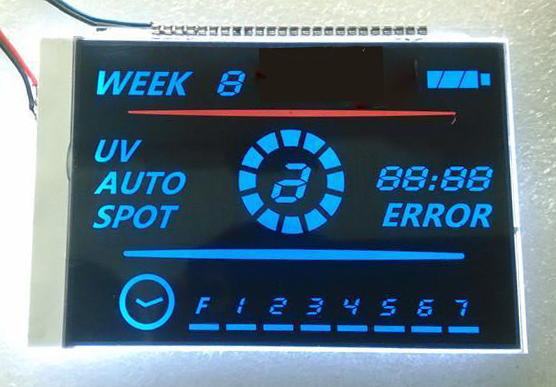 WEEK 8
UV
AUTO
SPOT
a
88:88
ERROR
F 1 2 3 4 5 6 7